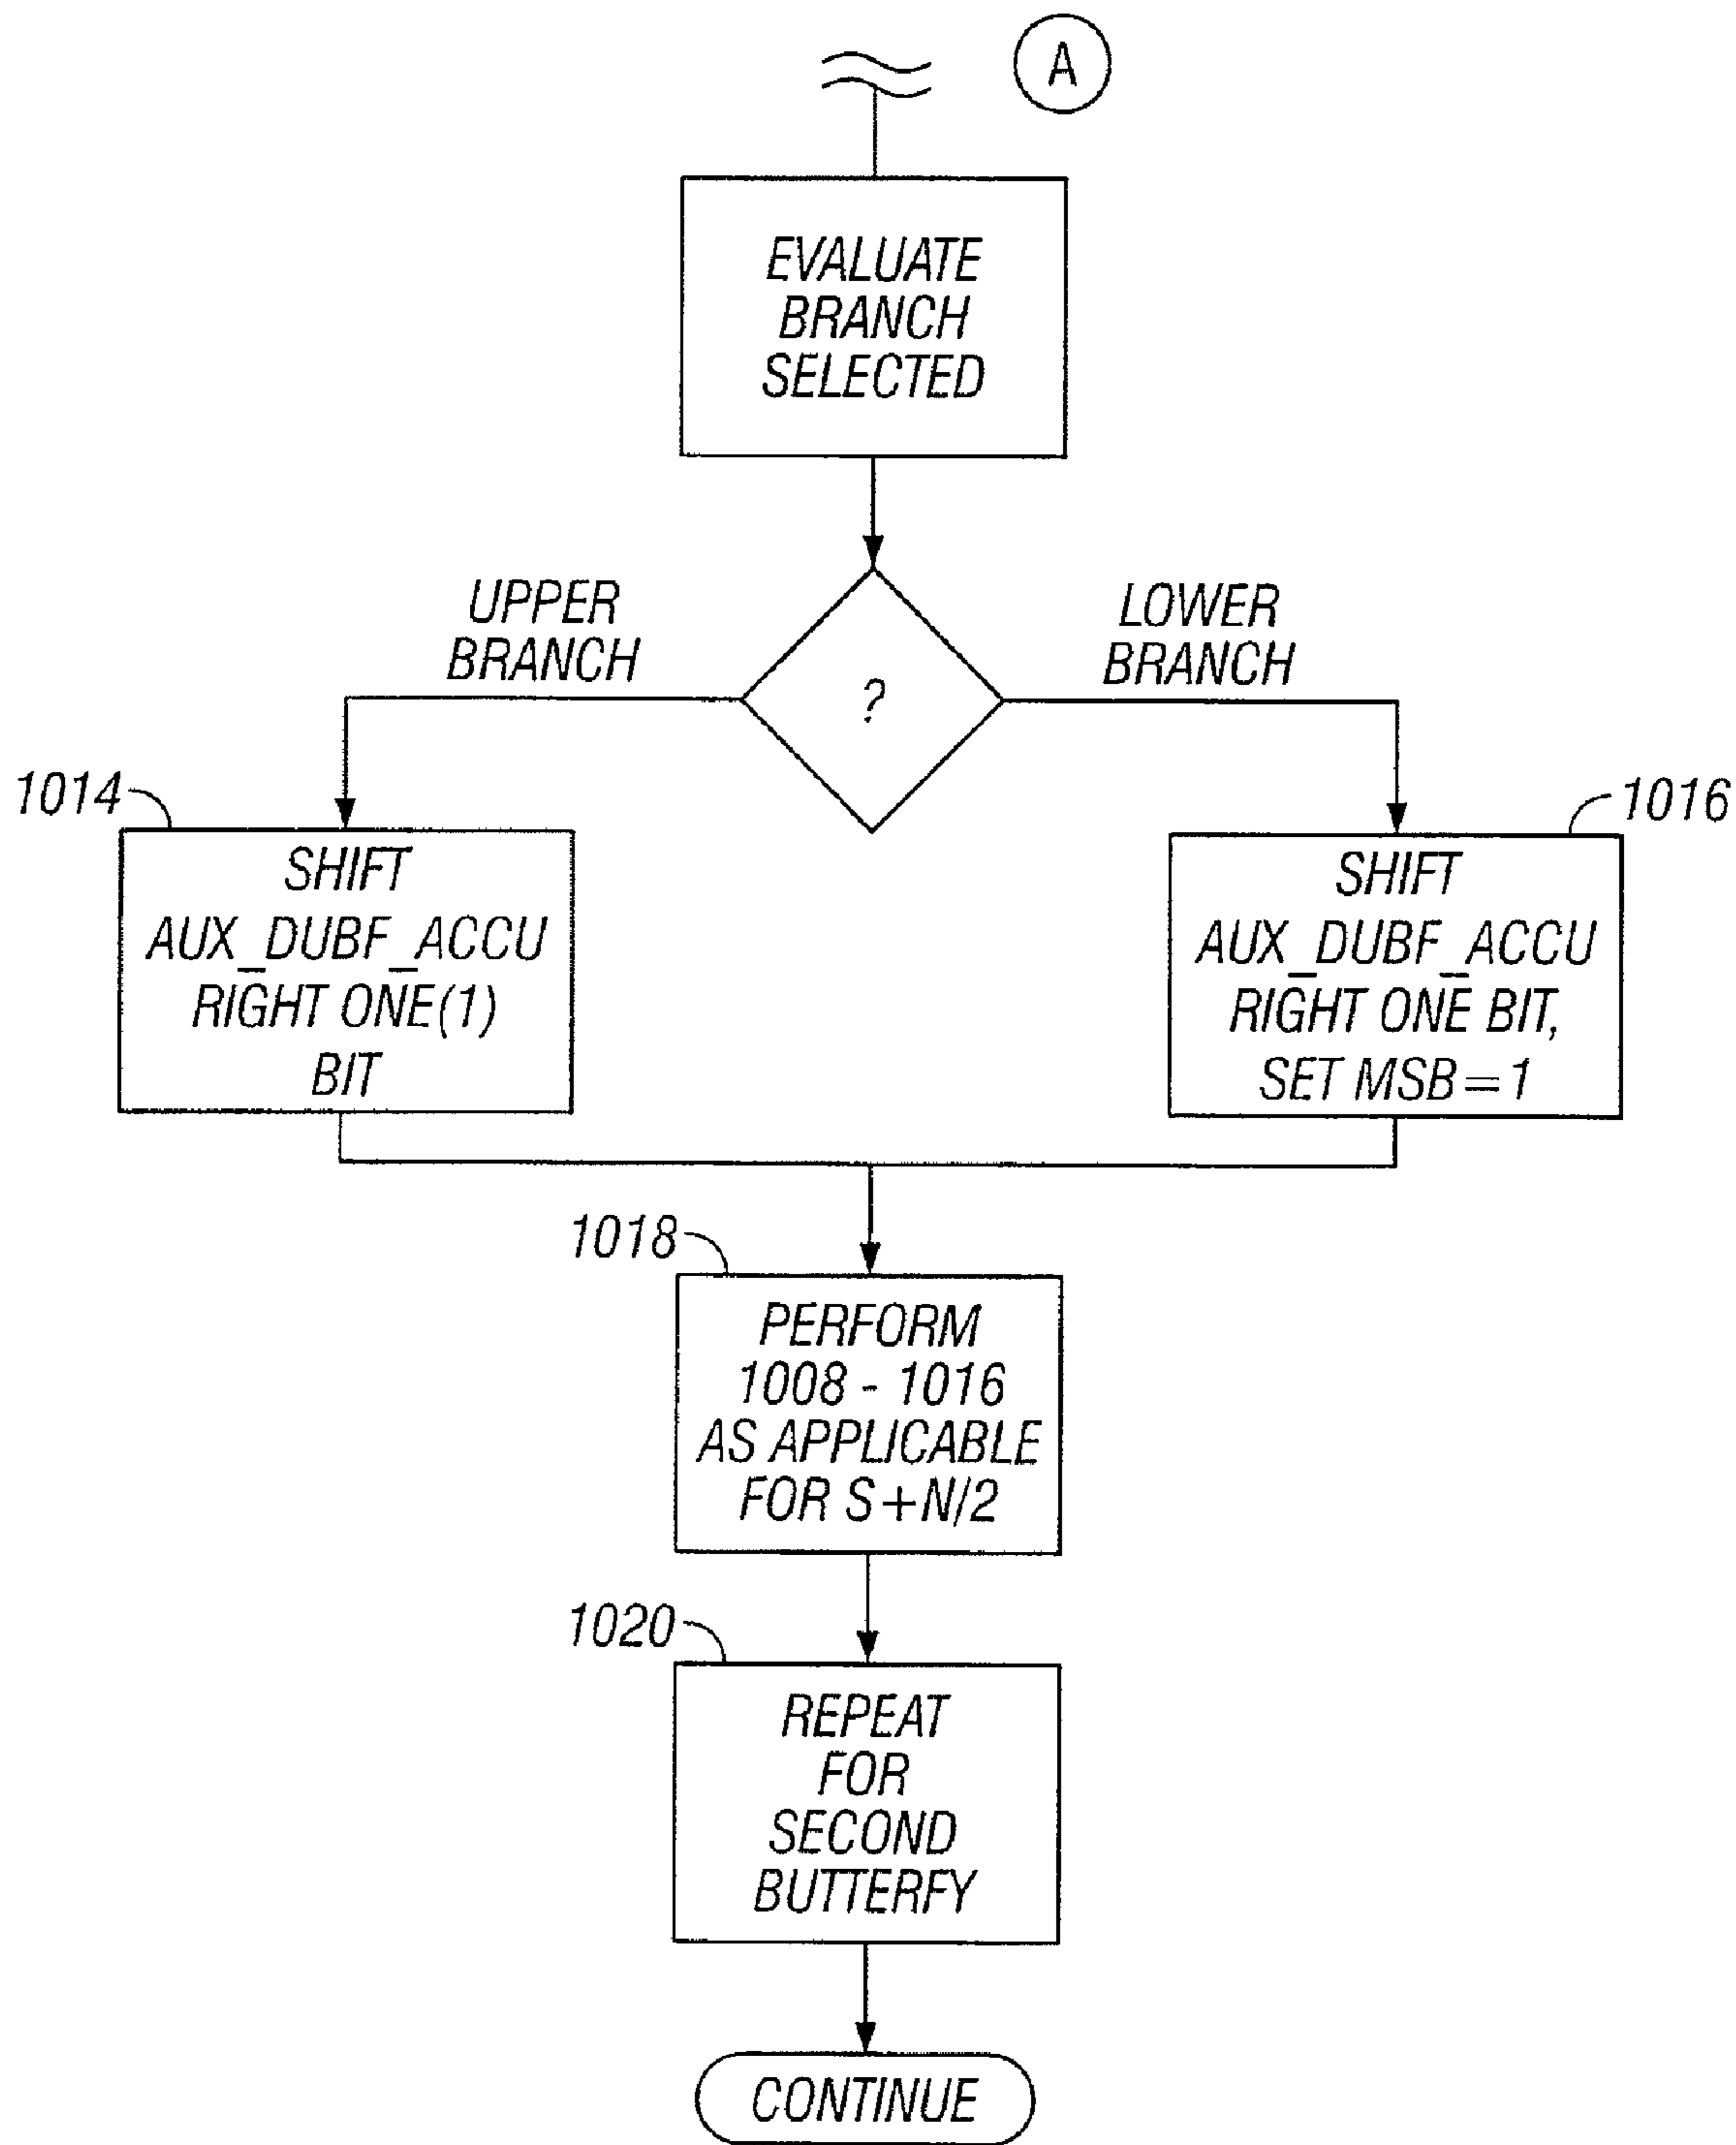 A
EVALUATE
BRANCH
SELECTED
UPPER
BRANCH
LOWER
BRANCH
?
1014
SHIFT
AUX_DUBF_ACCU
RIGHT ONE(1)
BIT
1016
SHIFT
AUX_DUBF_ACCU
RIGHT ONE BIT,
SET MSB=1
1018
PERFORM
1008 - 1016
AS APPLICABLE
FOR S+N/2
1020
REPEAT
FOR
SECOND
BUTTERFY
CONTINUE